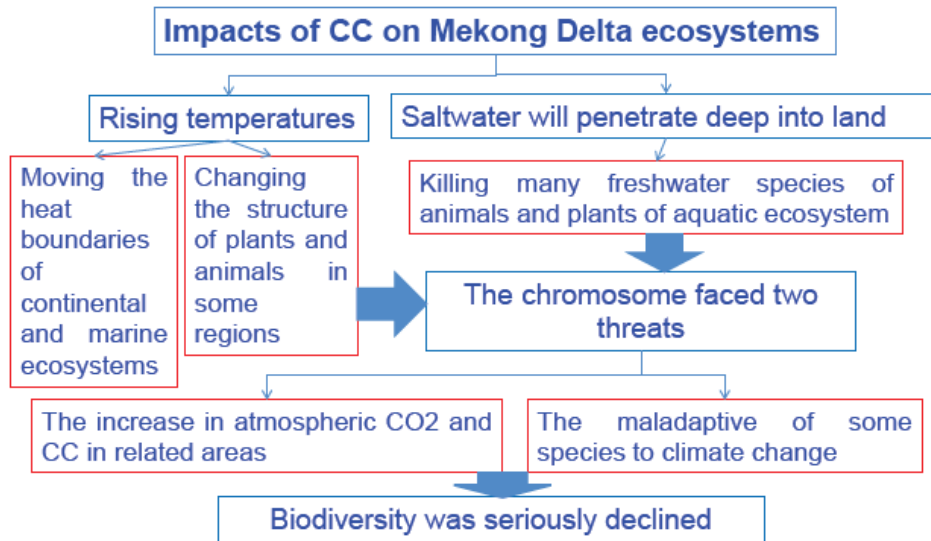 Impacts of CC on Mekong Delta ecosystems
Rising temperatures
Saltwater will penetrate deep into land
Moving the
heat
boundaries
of
continental
and marine
ecosystems
Changing
the structure
of plants and
animals in
some
regions
Killing many freshwater species of
animals and plants of aquatic ecosystem
The chromosome faced two
threats
The increase in atmospheric CO2 and
CC in related areas
The maladaptive of some
species to climate change
Biodiversity was seriously declined